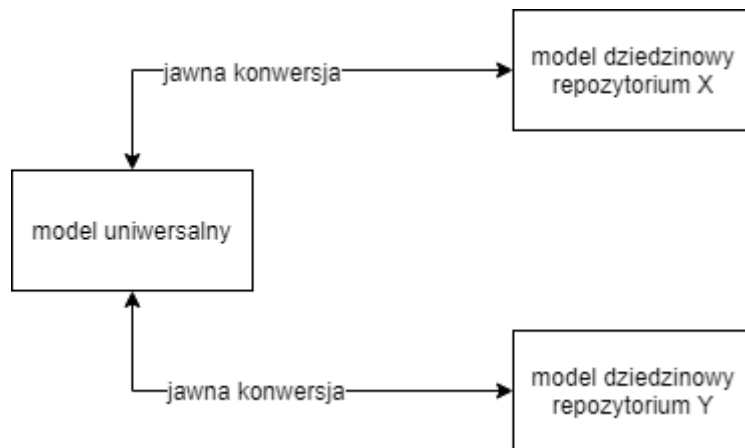 jawna konwersja
model dziedzinowy
repozytorium X
model uniwersalny
jawna konwersja
model dziedzinowy
repozytorium Y